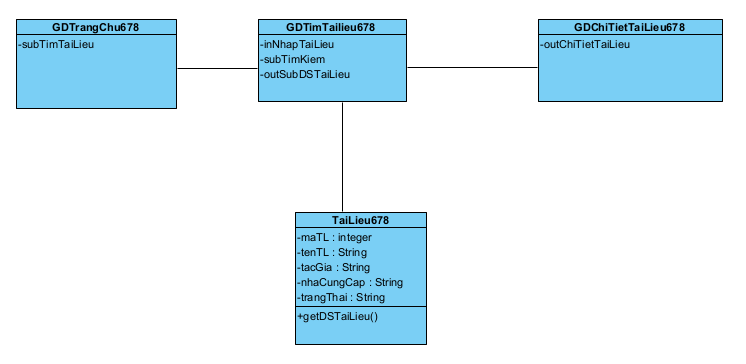 GDTrangChu678
-subTimTaiLieu
GDTimTailieu678
-inNhapTaiLieu
-subTimKiem
-outSubDSTaiLieu
GDChiTietTaiLieu678
-outChiTietTaiLieu
TaiLieu678
-maTL : integer
-tenTL : String
-tacGia : String
-nhaCungCap : String
-trangThai : String
+getDSTaiLieu()